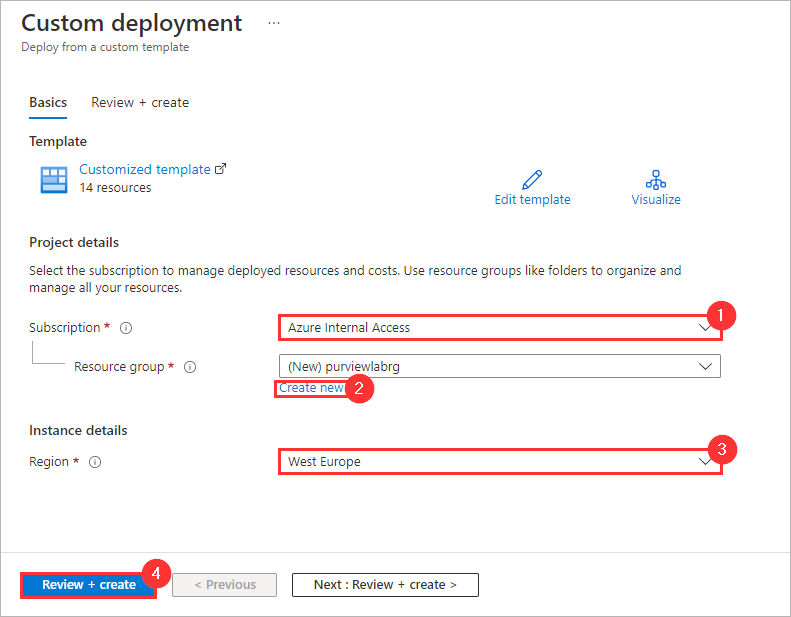 Custom deployment ...
Deploy from a custom template
Basics Review + create
Template
Customized template
14 resources
Edit template Visualize
Project details
Select the subscription to manage deployed resources and costs. Use resource groups like folders to organize and
manage all your resources.
Subscription * Azure Internal Access 1
Resource group * (New) purviewlabrg
Create new 2
Instance details
Region * West Europe 3
Review + create 4 < Previous Next : Review + create >